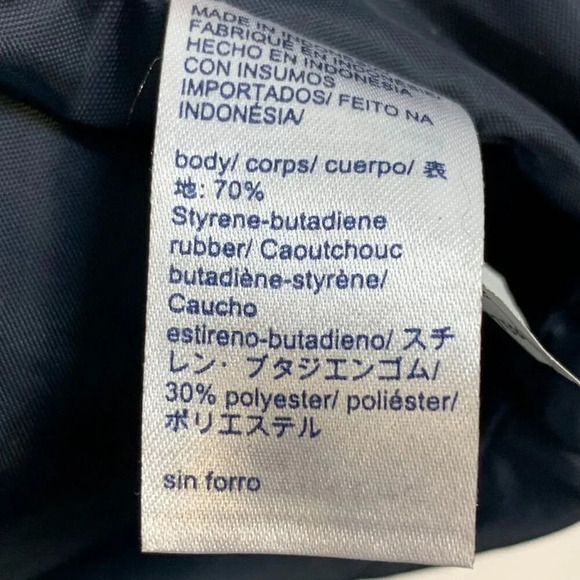 MADE IN
FABRIQUÉ EN
HECHO EN INDONESIA
CON INSUMOS
IMPORTADOS/ FEITO NA
INDONÉSIA/
body/ corps/ cuerpo/ 表
地: 70%
Styrene-butadiene
rubber/ Caoutchouc
butadiène-styrène/
Caucho
estireno-butadieno/ スチ
レン・ブタジエンゴム/
30% polyester/ poliéster/
ポリエステル
sin forro